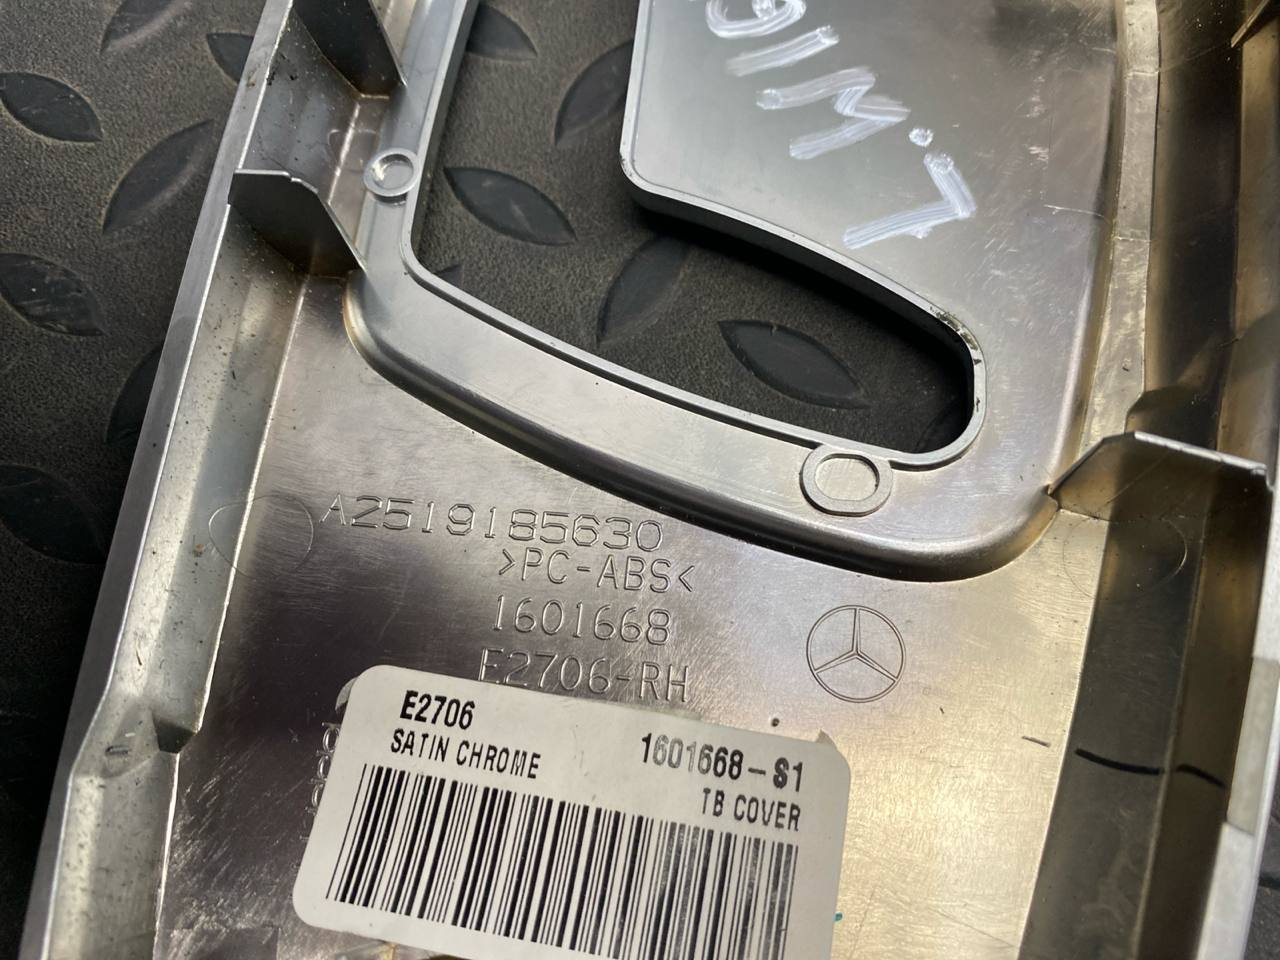 A2519185630
>PC-ABS<
1601668
E2706-RH
E2706
SATIN CHROME
1601668-S1
TB COVER